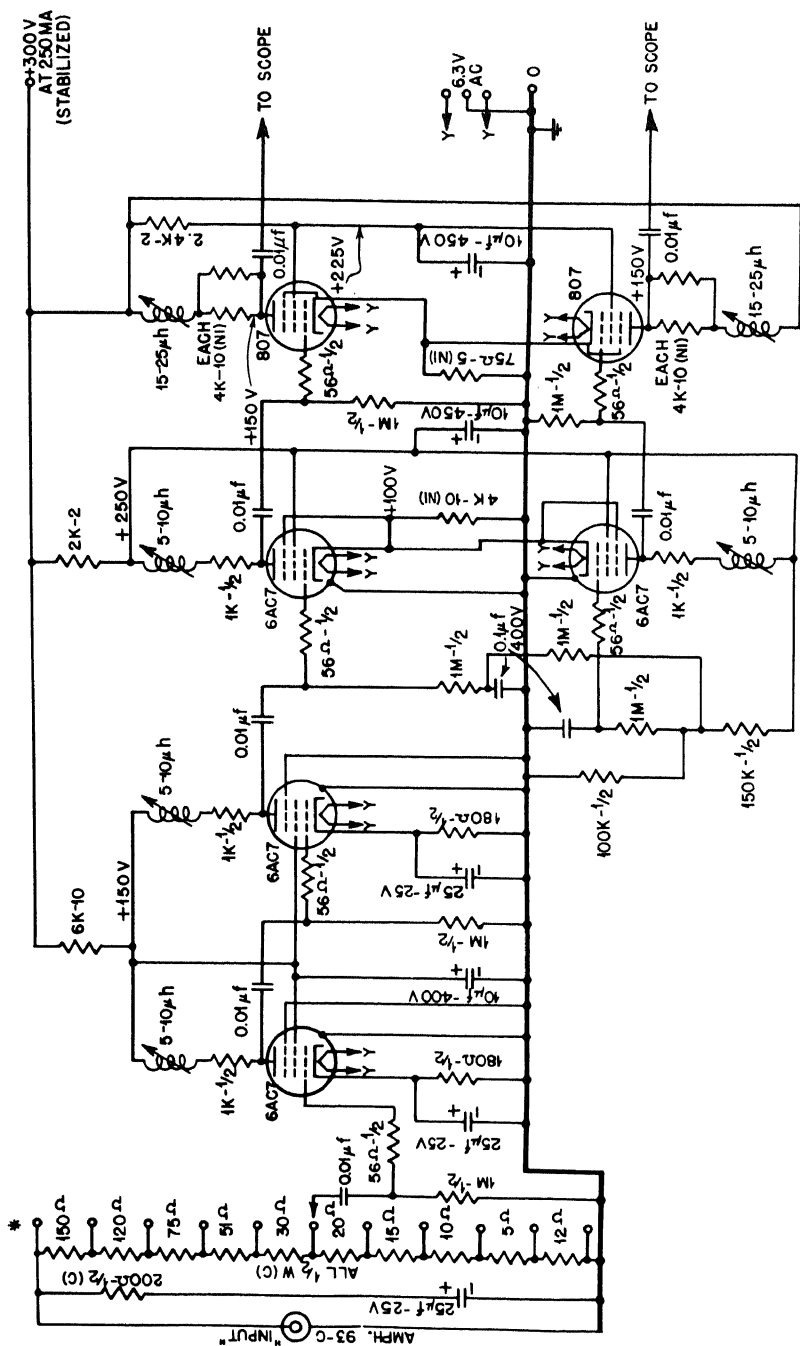 +300V
AT 250 MA
(STABILIZED)
TO SCOPE
6.3V
AC
Y
Y
0
TO SCOPE
2.4K-2
0.01µf
+225V
10µf-450V
+
+150V
0.01µf
15-25µh
EACH
4K-10 (NI)
807
Y
Y
56Ω-1/2
75Ω-5 (NI)
807
Y
Y
1M-1/2
56Ω-1/2
EACH
4K-10 (NI)
15-25µh
+150V
1M-1/2
10µf-450V
+
2K-2
+250V
5-10µh
1K-1/2
0.01µf
6AC7
Y
Y
+100V
4K-10 (NI)
56Ω-1/2
Y
Y
6AC7
0.01µf
1K-1/2
5-10µh
56Ω-1/2
1M-1/2
0.1µf
400V
1M-1/2
1M-1/2
150K-1/2
100K-1/2
0.01µf
5-10µh
1K-1/2
6AC7
Y
Y
180Ω-1/2
25µf-25V
+
56Ω-1/2
6K-10
+150V
1M-1/2
10µf-400V
+
0.01µf
5-10µh
1K-1/2
6AC7
Y
Y
180Ω-1/2
25µf-25V
+
56Ω-1/2
0.01µf
1M-1/2
*
150Ω
120Ω
75Ω
51Ω
30Ω
20Ω
15Ω
10Ω
5Ω
12Ω
ALL 1/2 W (C)
200Ω-1/2 (C)
25µf-25V
+
AMPH. 93-C
"INPUT"